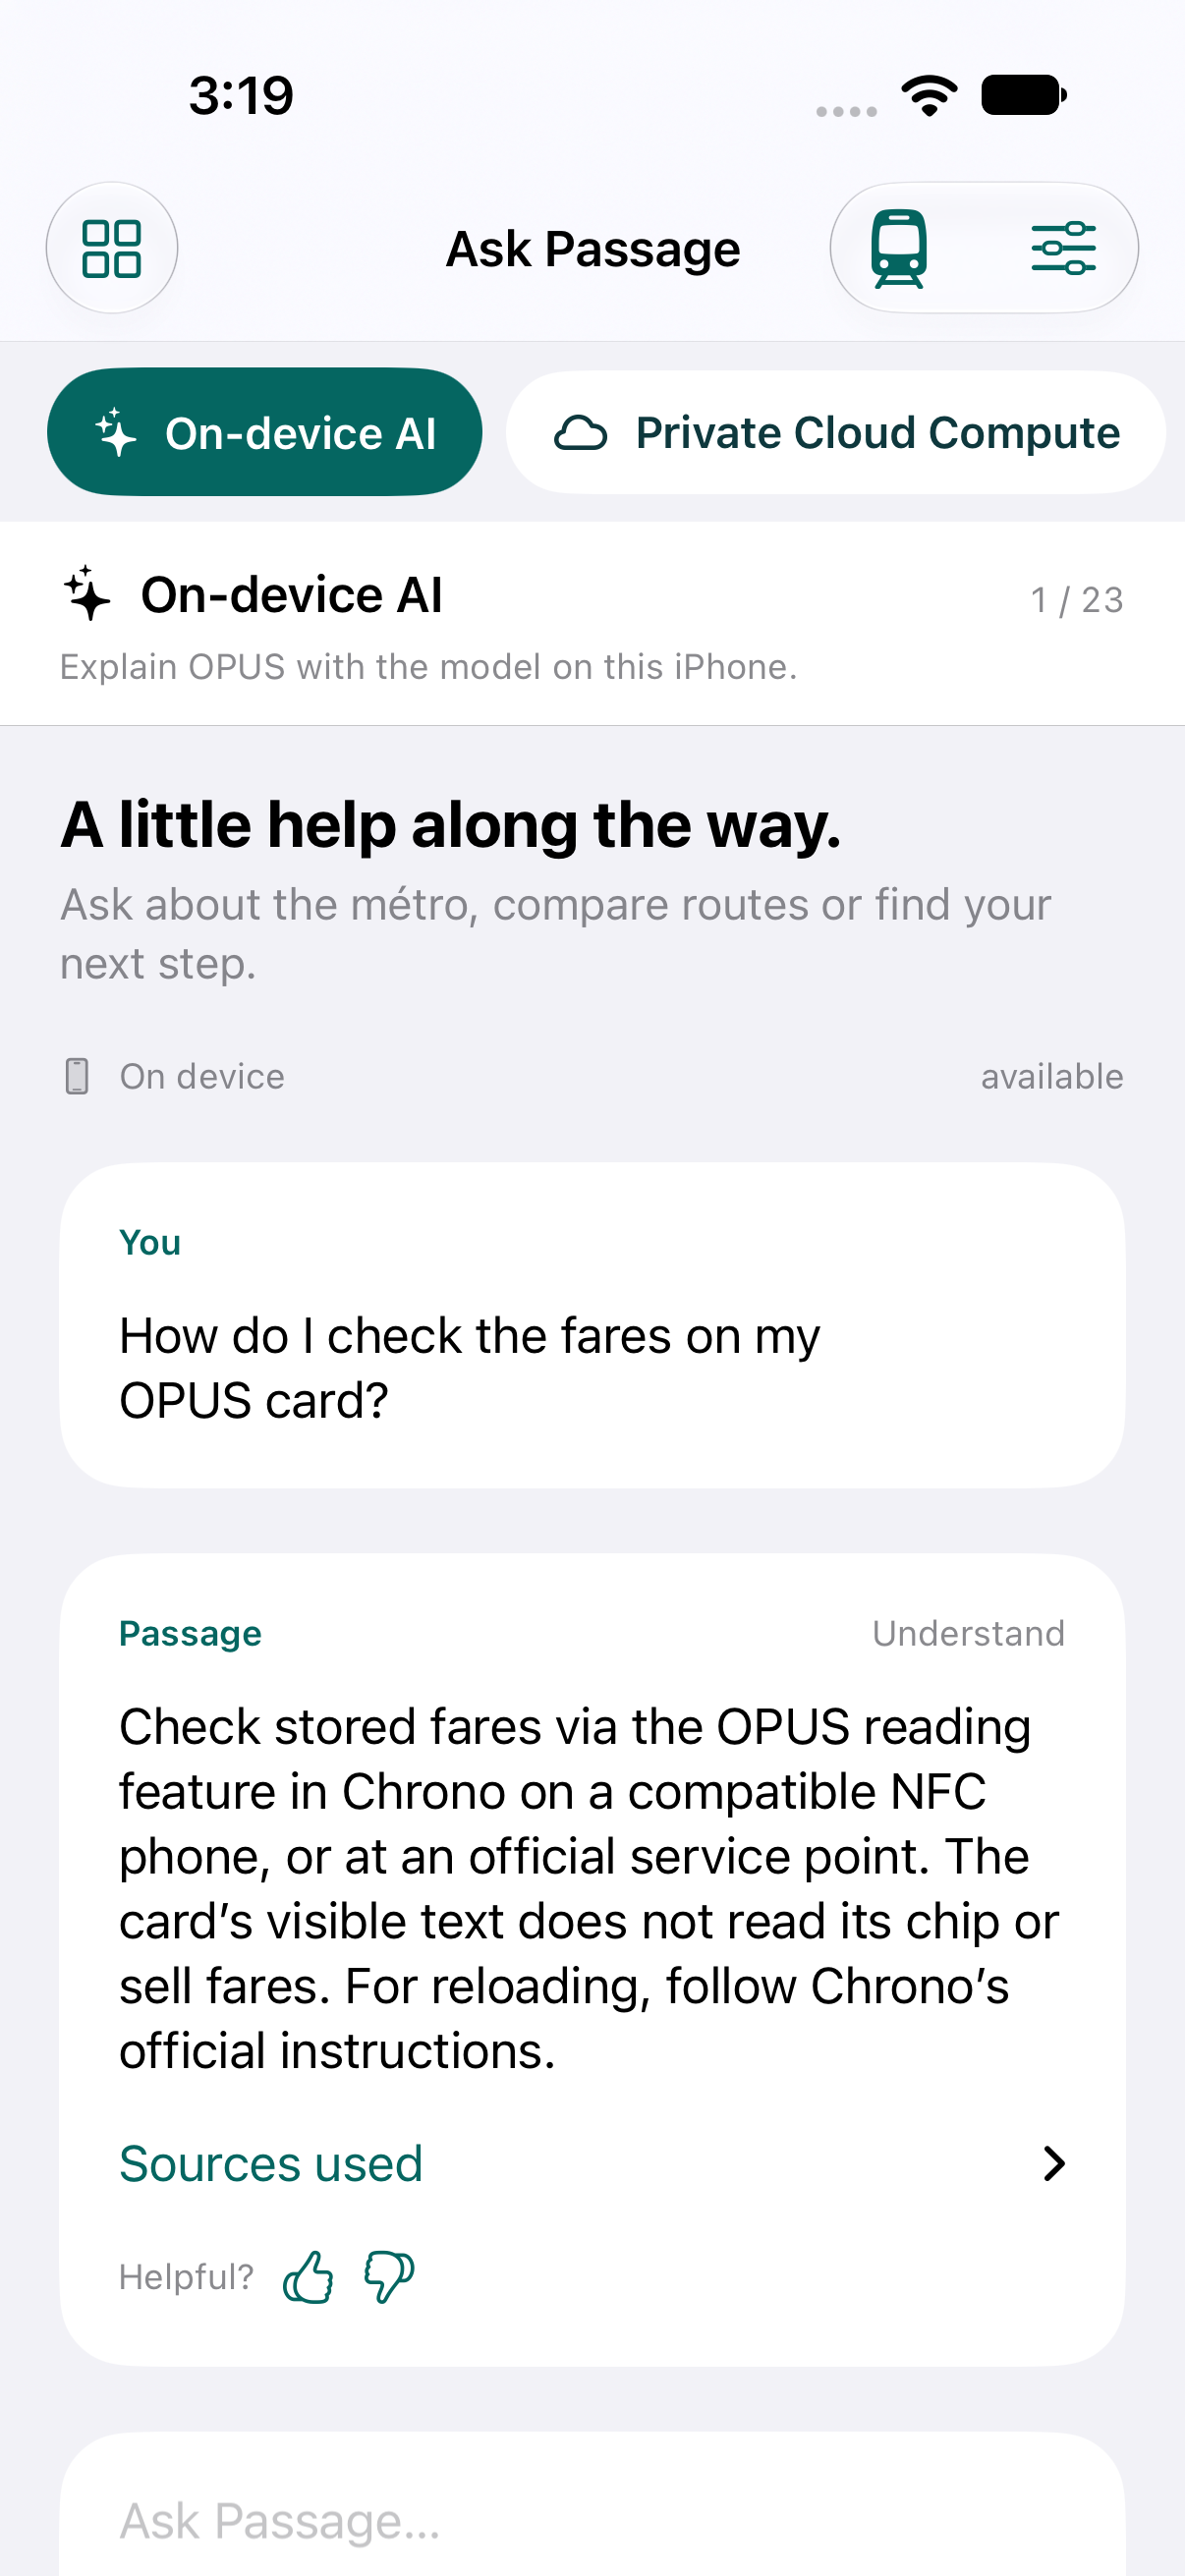 3:19
Ask Passage
On-device AI
Private Cloud Compute
On-device AI
1 / 23
Explain OPUS with the model on this iPhone.
A little help along the way.
Ask about the métro, compare routes or find your
next step.
On device
available
You
How do I check the fares on my
OPUS card?
Passage
Understand
Check stored fares via the OPUS reading
feature in Chrono on a compatible NFC
phone, or at an official service point. The
card’s visible text does not read its chip or
sell fares. For reloading, follow Chrono’s
official instructions.
Sources used
Helpful?
Ask Passage...